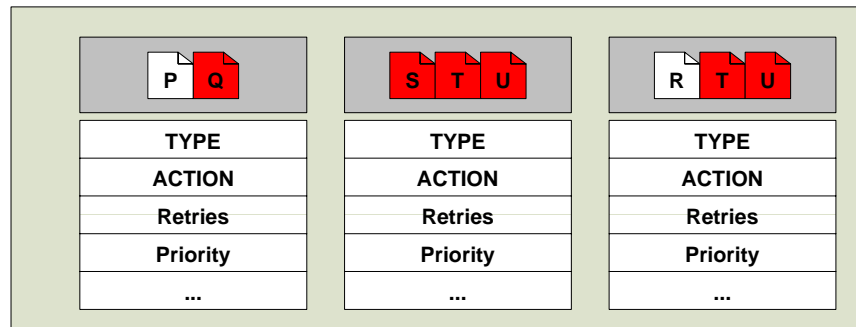 P Q
S T U
R T U
TYPE
ACTION
Retries
Priority
...
TYPE
ACTION
Retries
Priority
...
TYPE
ACTION
Retries
Priority
...